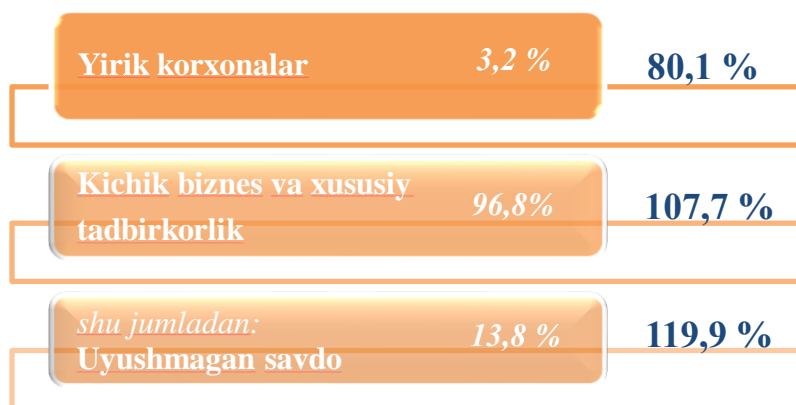 Yirik korxonalar 3,2 % 80,1 %
Kichik biznes va xususiy
tadbirkorlik 96,8% 107,7 %
shu jumladan:
Uyushmagan savdo 13,8 % 119,9 %